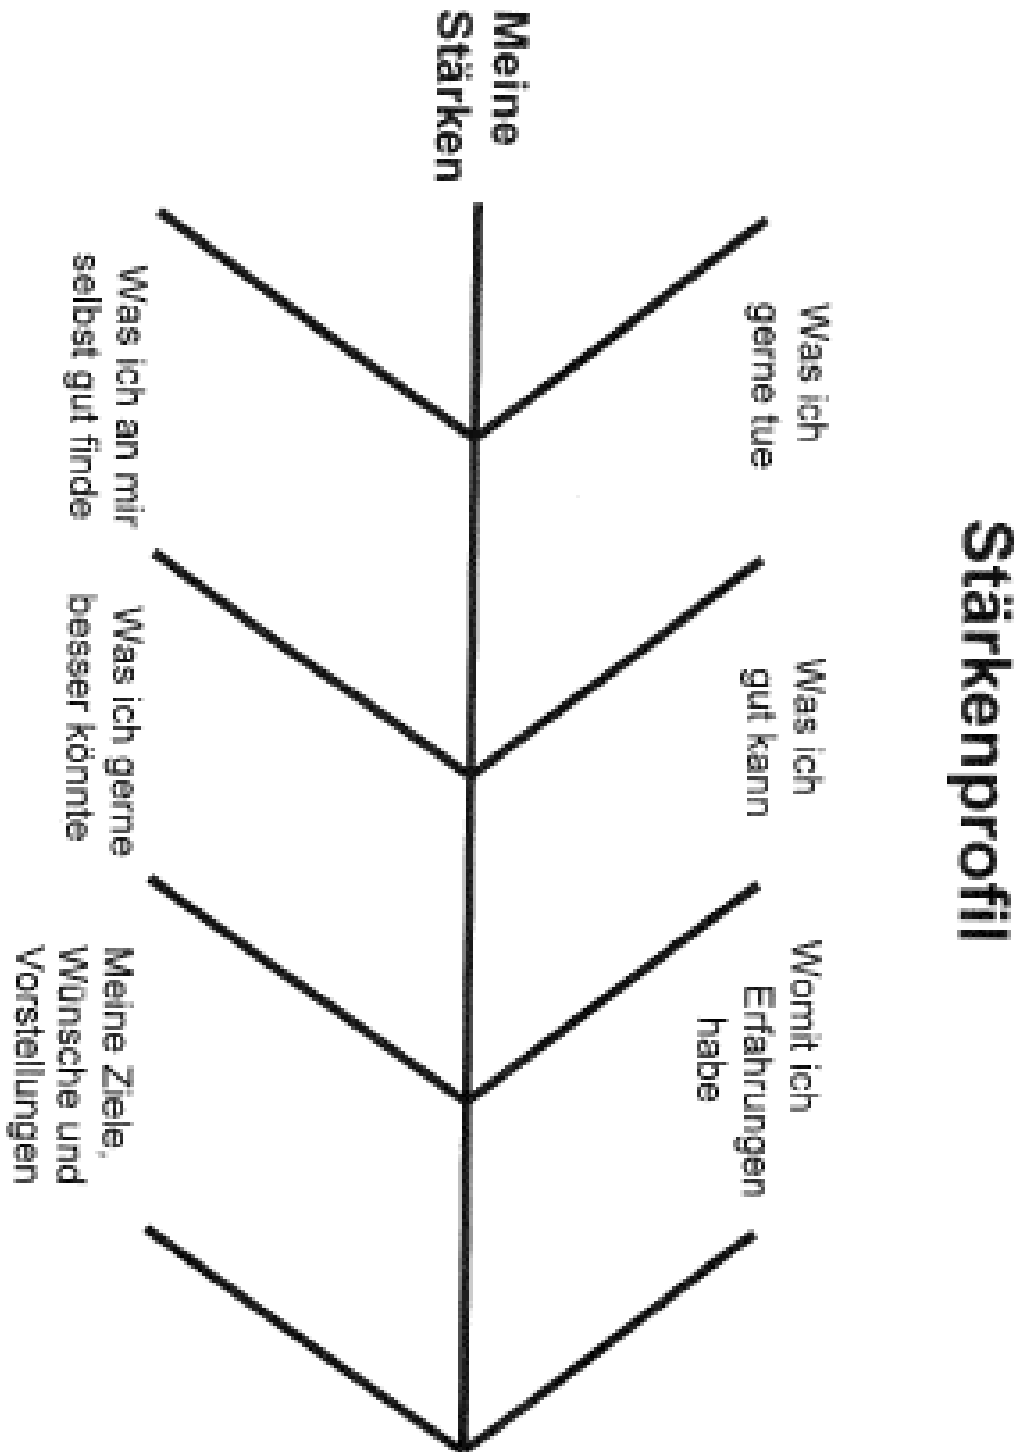 Stärkenprofil
Was ich
gerne tue
Was ich
gut kann
Womit ich
Erfahrungen
habe
Meine
Stärken
Was ich an mir
selbst gut finde
Was ich gerne
besser könnte
Meine Ziele,
Wünsche und
Vorstellungen